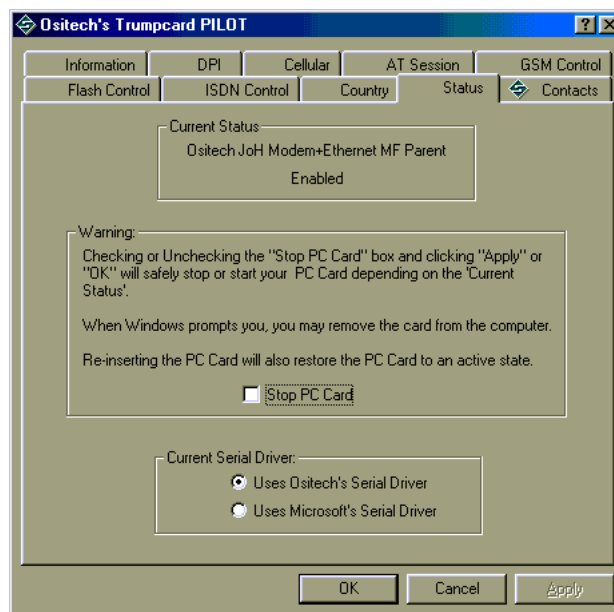 Ositech's Trumpcard PILOT
Information DPI Cellular AT Session GSM Control
Flash Control ISDN Control Country Status Contacts
Current Status
Ositech JoH Modem+Ethernet MF Parent
Enabled
Warning:
Checking or Unchecking the "Stop PC Card" box and clicking "Apply" or
"OK" will safely stop or start your PC Card depending on the 'Current
Status'.
When Windows prompts you, you may remove the card from the computer.
Re-inserting the PC Card will also restore the PC Card to an active state.
Stop PC Card
Current Serial Driver:
Uses Ositech's Serial Driver
Uses Microsoft's Serial Driver
OK Cancel Apply